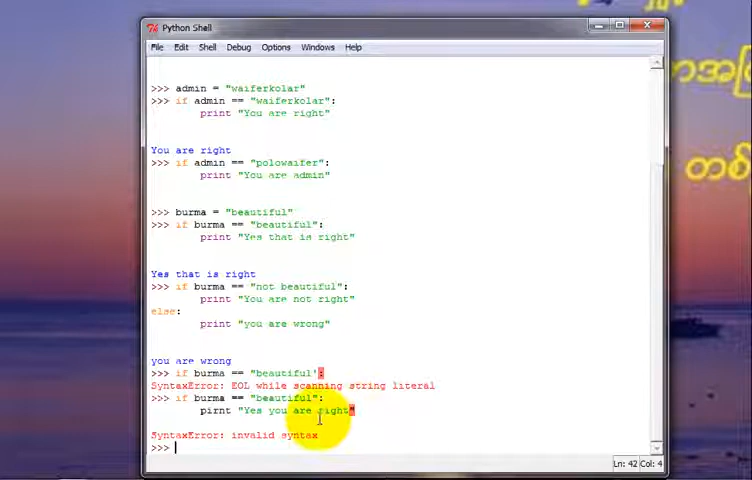 Python Shell
File Edit Shell Debug Options Windows Help
>>> admin = "waiferkolar"
>>> if admin == "waiferkolar":
print "You are right"
You are right
>>> if admin == "polowaifer":
print "You are admin"
>>> burma = "beautiful"
>>> if burma == "beautiful":
print "Yes that is right"
Yes that is right
>>> if burma == "not beautiful":
print "You are not right"
else:
print "you are wrong"
you are wrong
>>> if burma == "beautiful':
SyntaxError: EOL while scanning string literal
>>> if burma == "beautiful":
pirnt "Yes you are right"
SyntaxError: invalid syntax
>>>
Ln: 42 Col: 4
တစ်